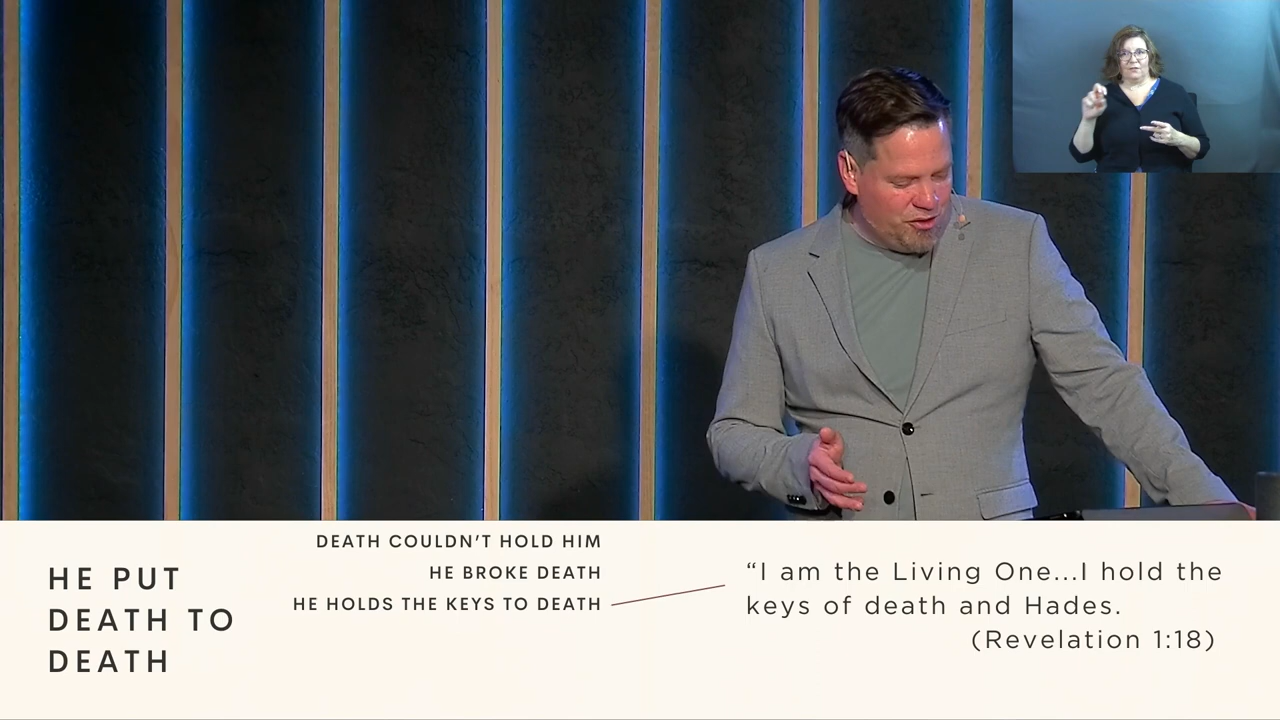 HE PUT
DEATH TO
DEATH
DEATH COULDN'T HOLD HIM
HE BROKE DEATH
HE HOLDS THE KEYS TO DEATH
“I am the Living One...I hold the
keys of death and Hades.
(Revelation 1:18)